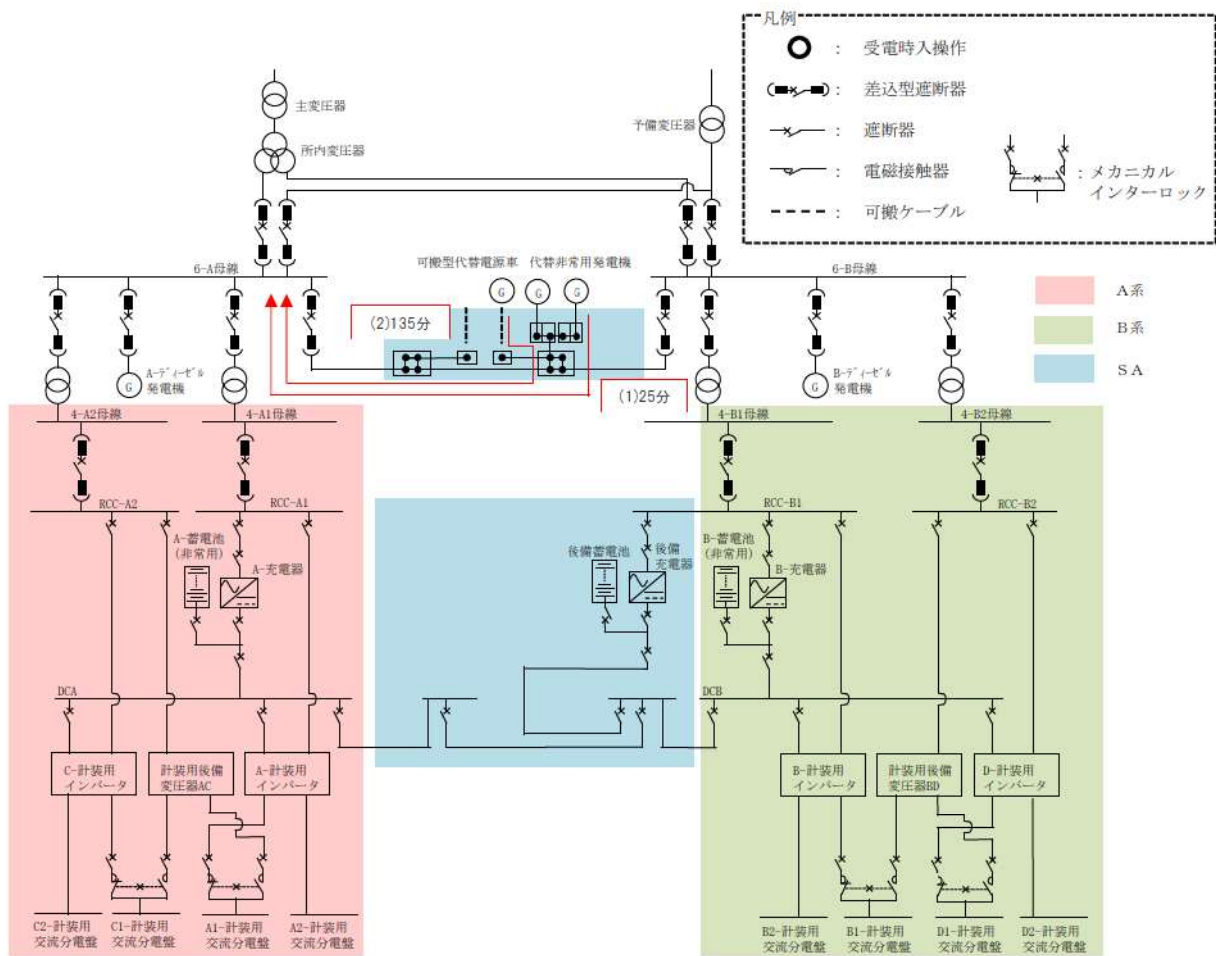 凡例
： 受電時入操作
： 差込型遮断器
： 遮断器
： 電磁接触器
： 可搬ケーブル
：メカニカル
インターロック
主変圧器
所内変圧器
予備変圧器
6-A母線
可搬型代替電源車
代替非常用発電機
6-B母線
G
G
G
A系
B系
SA
(2)135分
(1)25分
A-ディーゼル
発電機
G
B-ディーゼル
発電機
G
4-A2母線
4-A1母線
4-B1母線
4-B2母線
RCC-A2
RCC-A1
RCC-B1
RCC-B2
A-蓄電池
(非常用)
A-充電器
後備蓄電池
後備
充電器
B-蓄電池
(非常用)
B-充電器
DCA
DCB
C-計装用
インバータ
計装用後備
変圧器AC
A-計装用
インバータ
B-計装用
インバータ
計装用後備
変圧器BD
D-計装用
インバータ
C2-計装用
交流分電盤
C1-計装用
交流分電盤
A1-計装用
交流分電盤
A2-計装用
交流分電盤
B2-計装用
交流分電盤
B1-計装用
交流分電盤
D1-計装用
交流分電盤
D2-計装用
交流分電盤